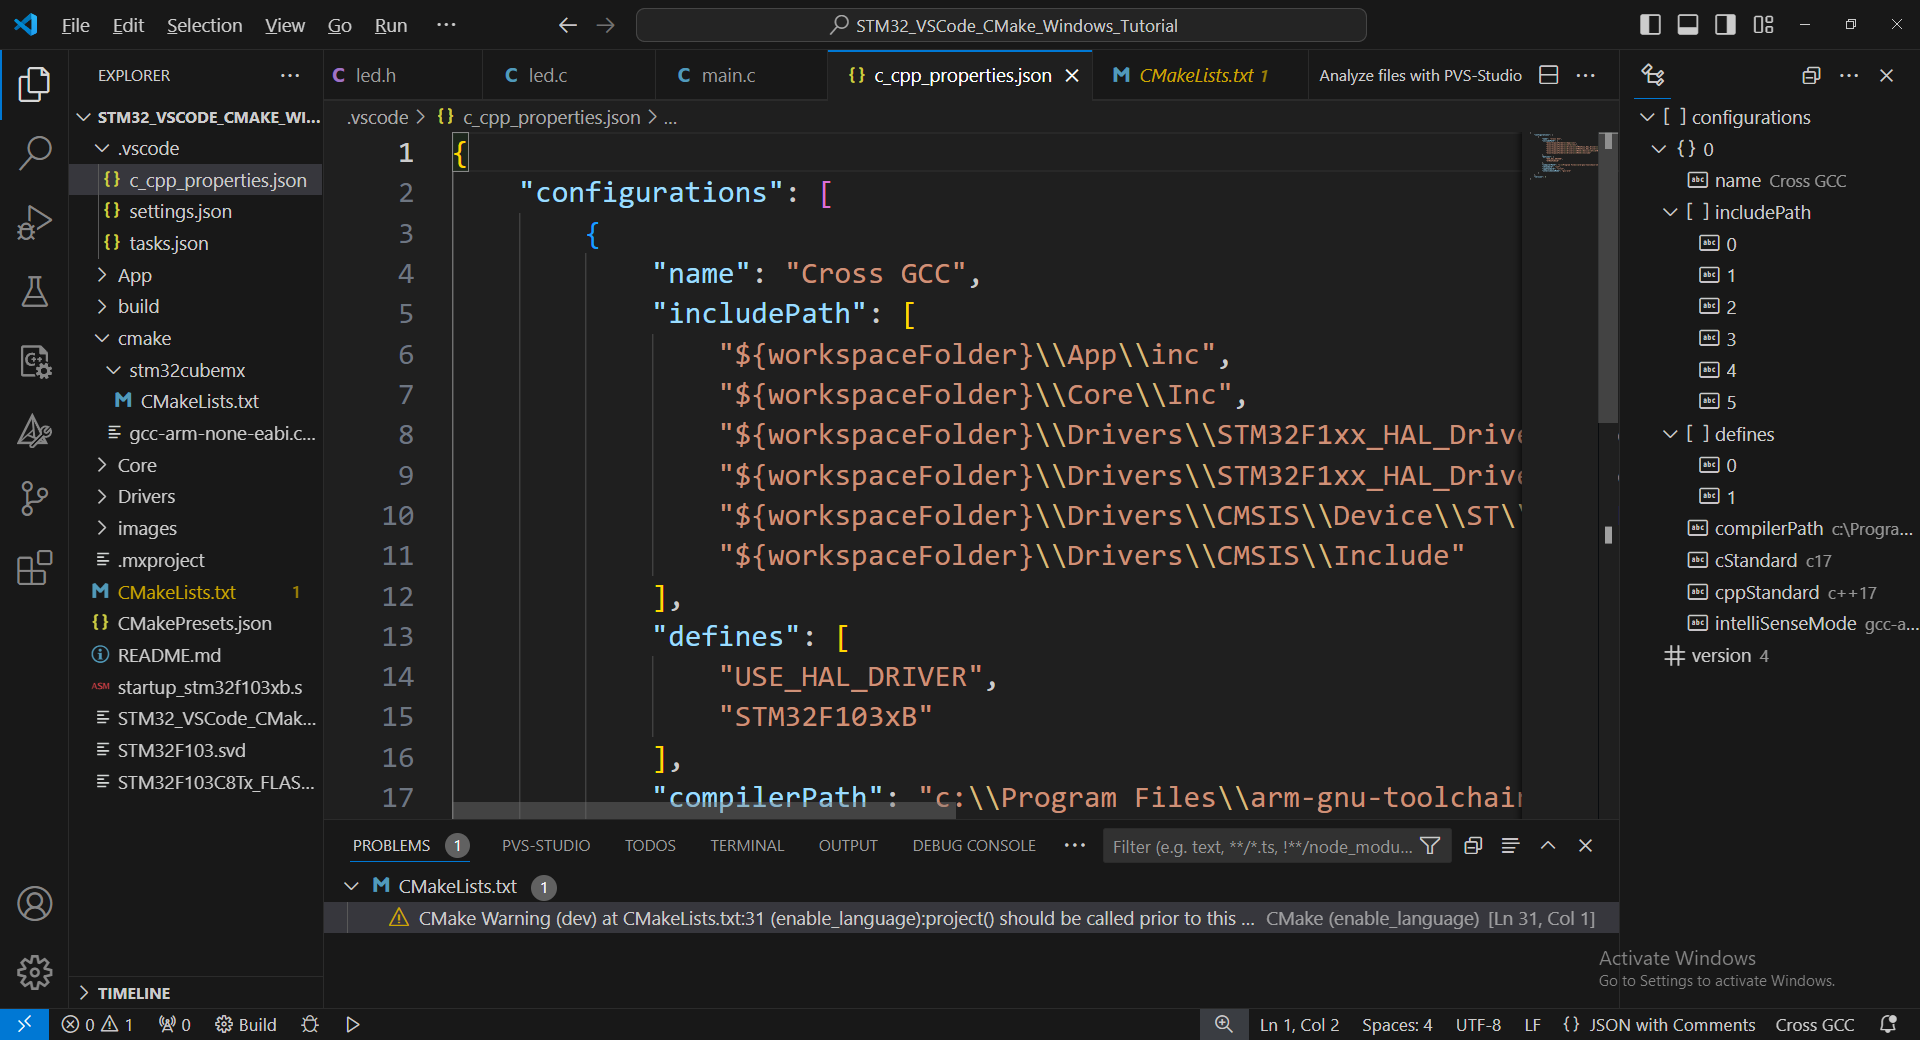 File Edit Selection View Go Run ···
STM32_VSCode_CMake_Windows_Tutorial
EXPLORER ···
STM32_VSCODE_CMAKE_WI...
.vscode
c_cpp_properties.json
settings.json
tasks.json
App
build
cmake
stm32cubemx
CMakeLists.txt
gcc-arm-none-eabi.c...
Core
Drivers
images
.mxproject
CMakeLists.txt 1
CMakePresets.json
README.md
startup_stm32f103xb.s
STM32_VSCode_CMak...
STM32F103.svd
STM32F103C8Tx_FLAS...
TIMELINE
led.h led.c main.c c_cpp_properties.json CMakeLists.txt 1 Analyze files with PVS-Studio ···
.vscode > {} c_cpp_properties.json > ...
1 {
2 "configurations": [
3 {
4 "name": "Cross GCC",
5 "includePath": [
6 "${workspaceFolder}\\App\\inc",
7 "${workspaceFolder}\\Core\\Inc",
8 "${workspaceFolder}\\Drivers\\STM32F1xx_HAL_Drive
9 "${workspaceFolder}\\Drivers\\STM32F1xx_HAL_Drive
10 "${workspaceFolder}\\Drivers\\CMSIS\\Device\\ST\\
11 "${workspaceFolder}\\Drivers\\CMSIS\\Include"
12 ],
13 "defines": [
14 "USE_HAL_DRIVER",
15 "STM32F103xB"
16 ],
17 "compilerPath": "c:\\Program Files\\arm-gnu-toolchain
PROBLEMS 1 PVS-STUDIO TODOS TERMINAL OUTPUT DEBUG CONSOLE ··· Filter (e.g. text, **/*.ts, !**/node_modu...
CMakeLists.txt 1
CMake Warning (dev) at CMakeLists.txt:31 (enable_language):project() should be called prior to this ... CMake (enable_language) [Ln 31, Col 1]
[ ] configurations
{} 0
name Cross GCC
[ ] includePath
0
1
2
3
4
5
[ ] defines
0
1
compilerPath c:\Progra...
cStandard c17
cppStandard c++17
intelliSenseMode gcc-a...
version 4
Activate Windows
Go to Settings to activate Windows.
0 1 0 Build Ln 1, Col 2 Spaces: 4 UTF-8 LF {} JSON with Comments Cross GCC